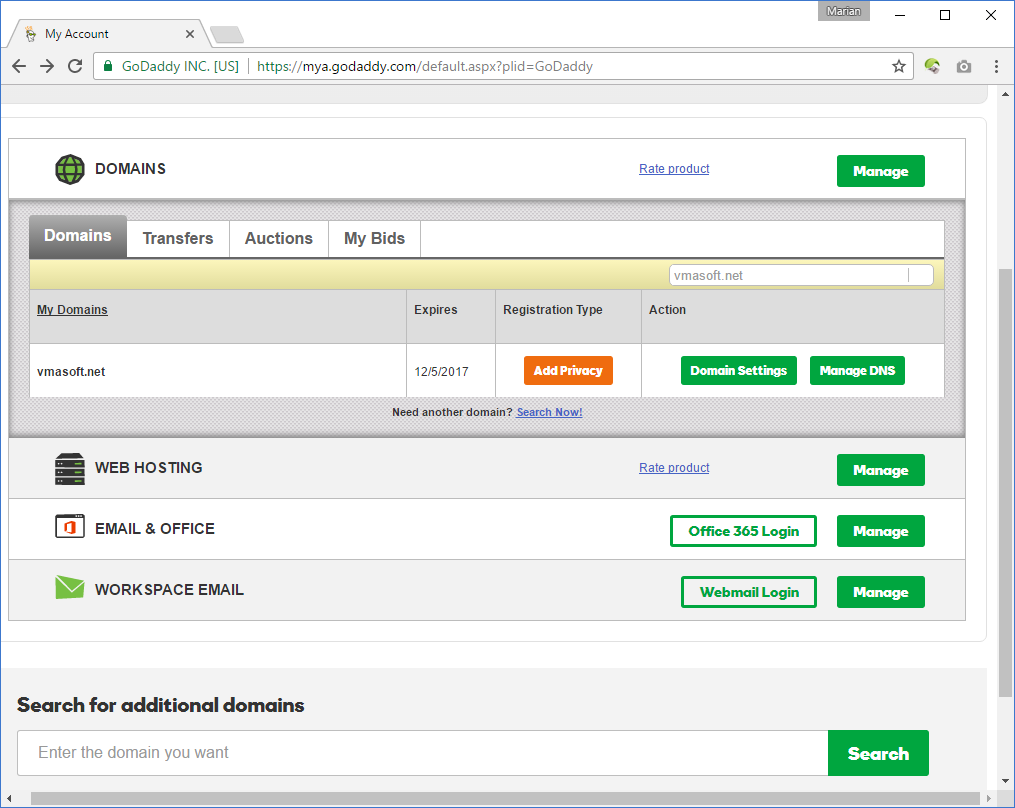 Marian
My Account
GoDaddy INC. [US] https://mya.godaddy.com/default.aspx?plid=GoDaddy
DOMAINS Rate product Manage
Domains Transfers Auctions My Bids
vmasoft.net
My Domains Expires Registration Type Action
vmasoft.net 12/5/2017 Add Privacy Domain Settings Manage DNS
Need another domain? Search Now!
WEB HOSTING Rate product Manage
EMAIL & OFFICE Office 365 Login Manage
WORKSPACE EMAIL Webmail Login Manage
Search for additional domains
Enter the domain you want Search